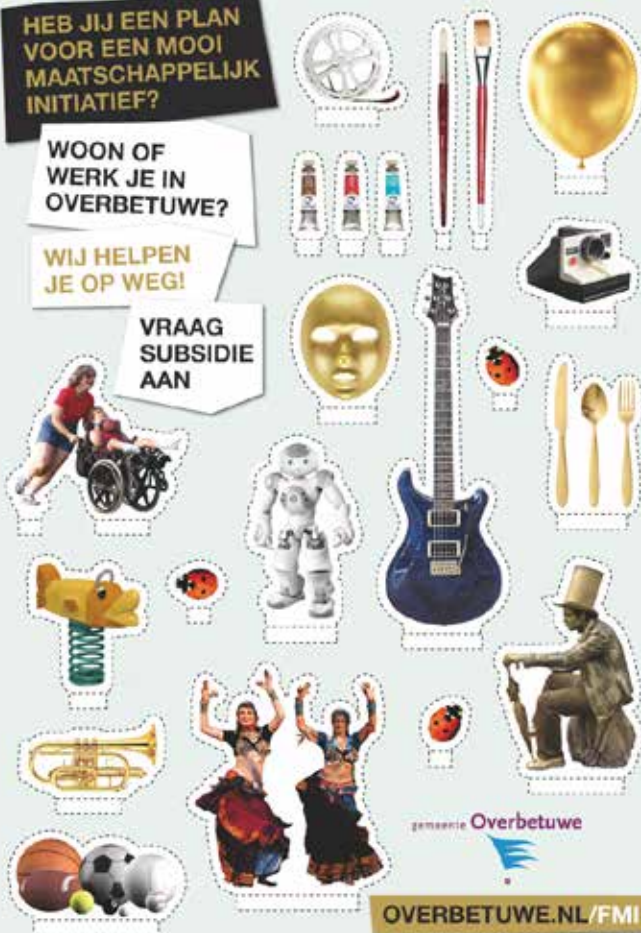 HEB JIJ EEN PLAN
VOOR EEN MOOI
MAATSCHAPPELIJK
INITIATIEF?
WOON OF
WERK JE IN
OVERBETUWE?
WIJ HELPEN
JE OP WEG!
VRAAG
SUBSIDIE
AAN
gemeente Overbetuwe
OVERBETUWE.NL/FMI